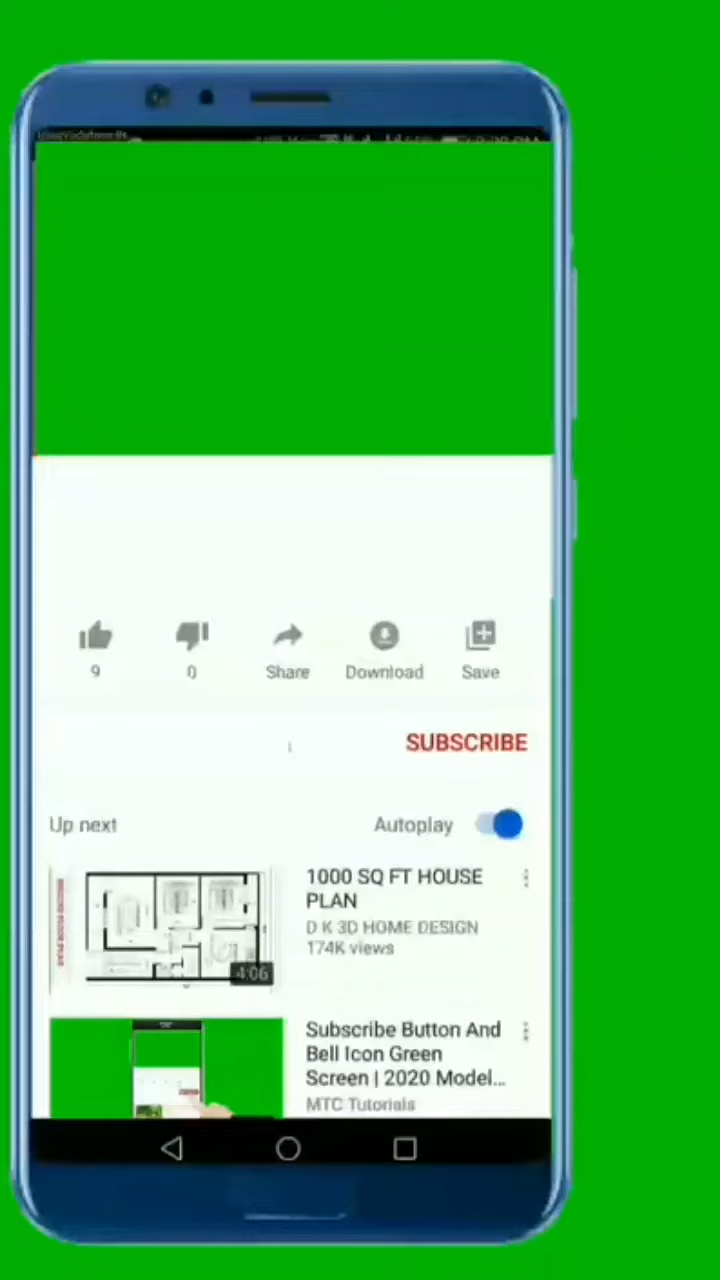 9
0
Share
Download
Save
SUBSCRIBE
Up next
Autoplay
1000 SQ FT HOUSE
PLAN
D K 3D HOME DESIGN
174K views
4:06
Subscribe Button And
Bell Icon Green
Screen | 2020 Model...
MTC Tutorials